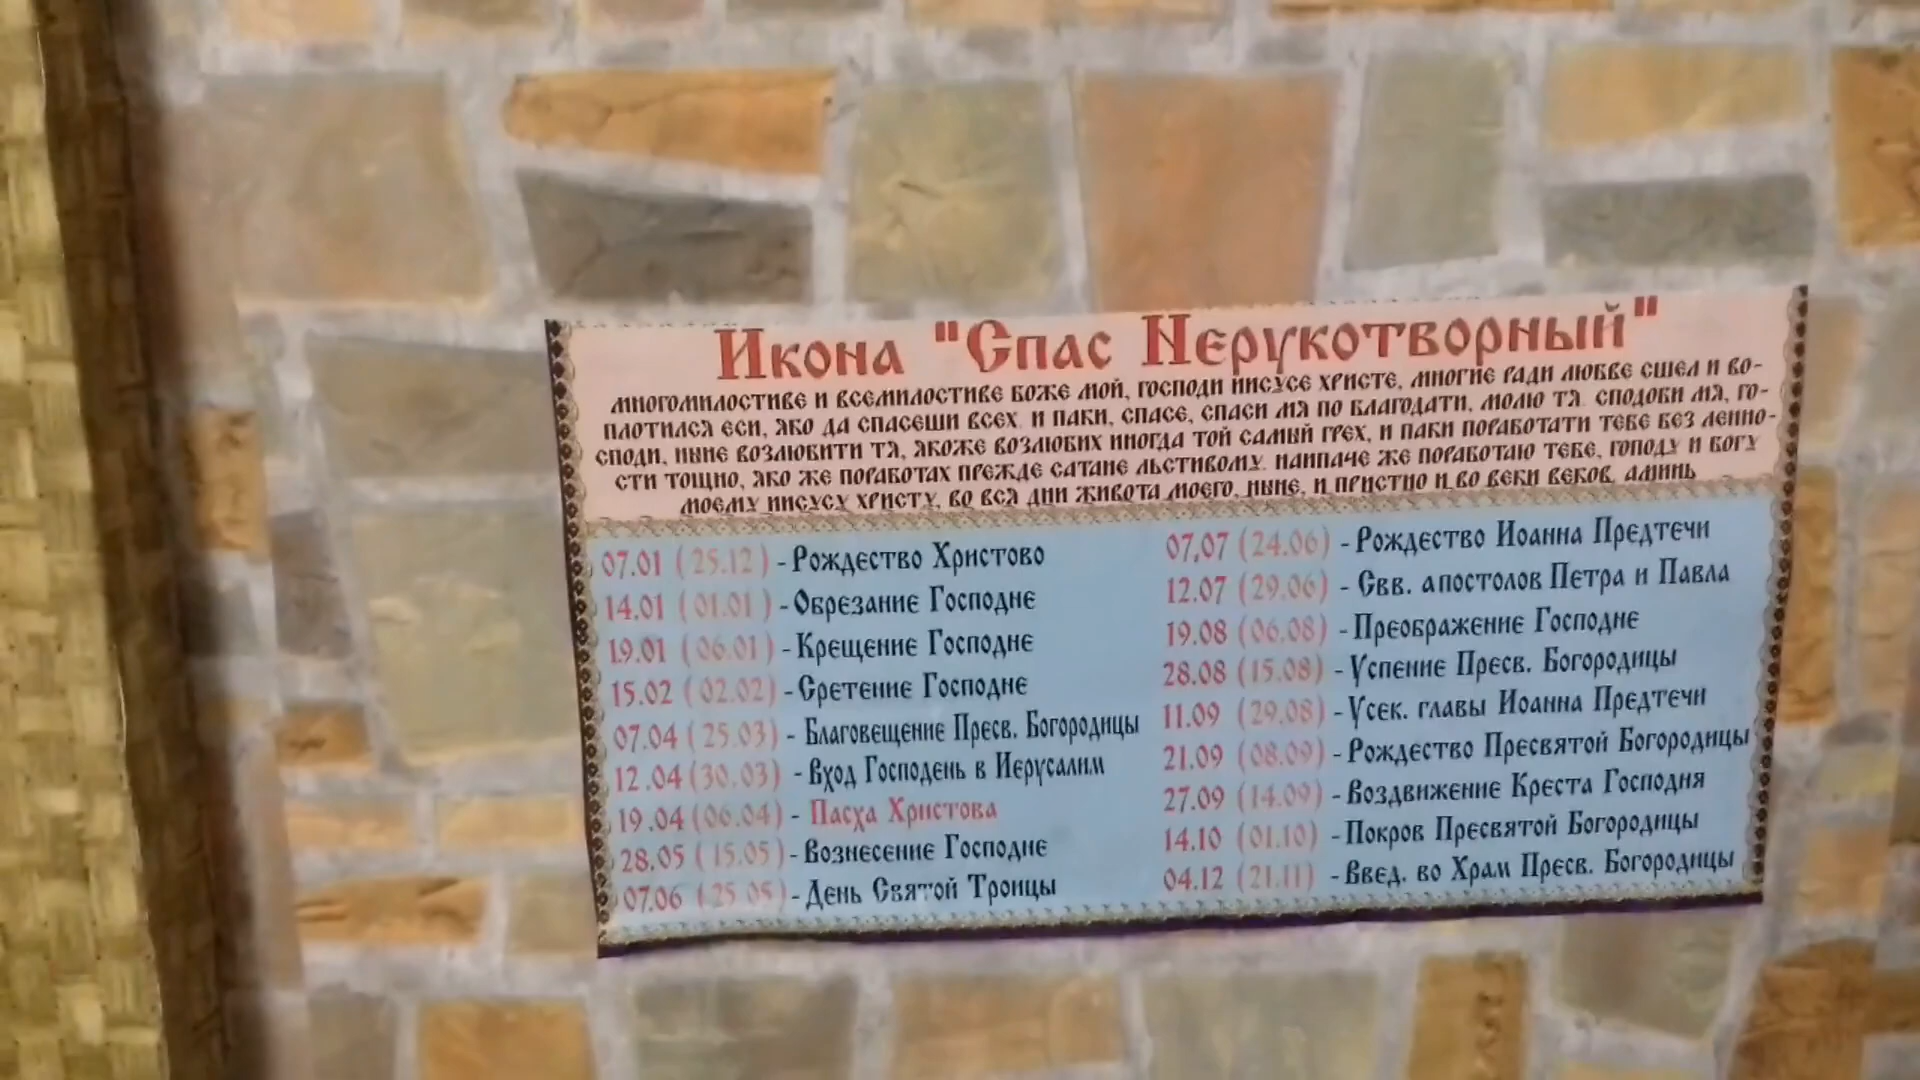 Икона "Спас Нерукотворный"
многомилостиве и всемилостиве боже мой, господи иисусе христе, многие ради любве сшел и во-
плотился еси, яко да спасеши всех. и паки, спасе, спаси мя по благодати, молю тя. сподоби мя, го-
споди, ныне возлюбити тя, якоже возлюбих иногда той самый грех, и паки поработати тебе без лено-
сти тощно, яко же поработах прежде сатане льстивому. наипаче же поработаю тебе, гоподу и богу
моему иисусу христу, во вся дни живота моего, ныне, и пристно и во веки веков. аминь
07.01 (25.12) - Рождество Христово
14.01 (01.01) - Обрезание Господне
19.01 (06.01) - Крещение Господне
15.02 (02.02) - Сретение Господне
07.04 (25.03) - Благовещение Пресв. Богородицы
12.04 (30.03) - Вход Господень в Иерусалим
19.04 (06.04) - Пасха Христова
28.05 (15.05) - Вознесение Господне
07.06 (25.05) - День Святой Троицы
07,07 (24.06) - Рождество Иоанна Предтечи
12.07 (29.06) - Свв. апостолов Петра и Павла
19.08 (06.08) - Преображение Господне
28.08 (15.08) - Успение Пресв. Богородицы
11.09 (29.08) - Усек. главы Иоанна Предтечи
21.09 (08.09) - Рождество Пресвятой Богородицы
27.09 (14.09) - Воздвижение Креста Господня
14.10 (01.10) - Покров Пресвятой Богородицы
04.12 (21.11) - Введ. во Храм Пресв. Богородицы